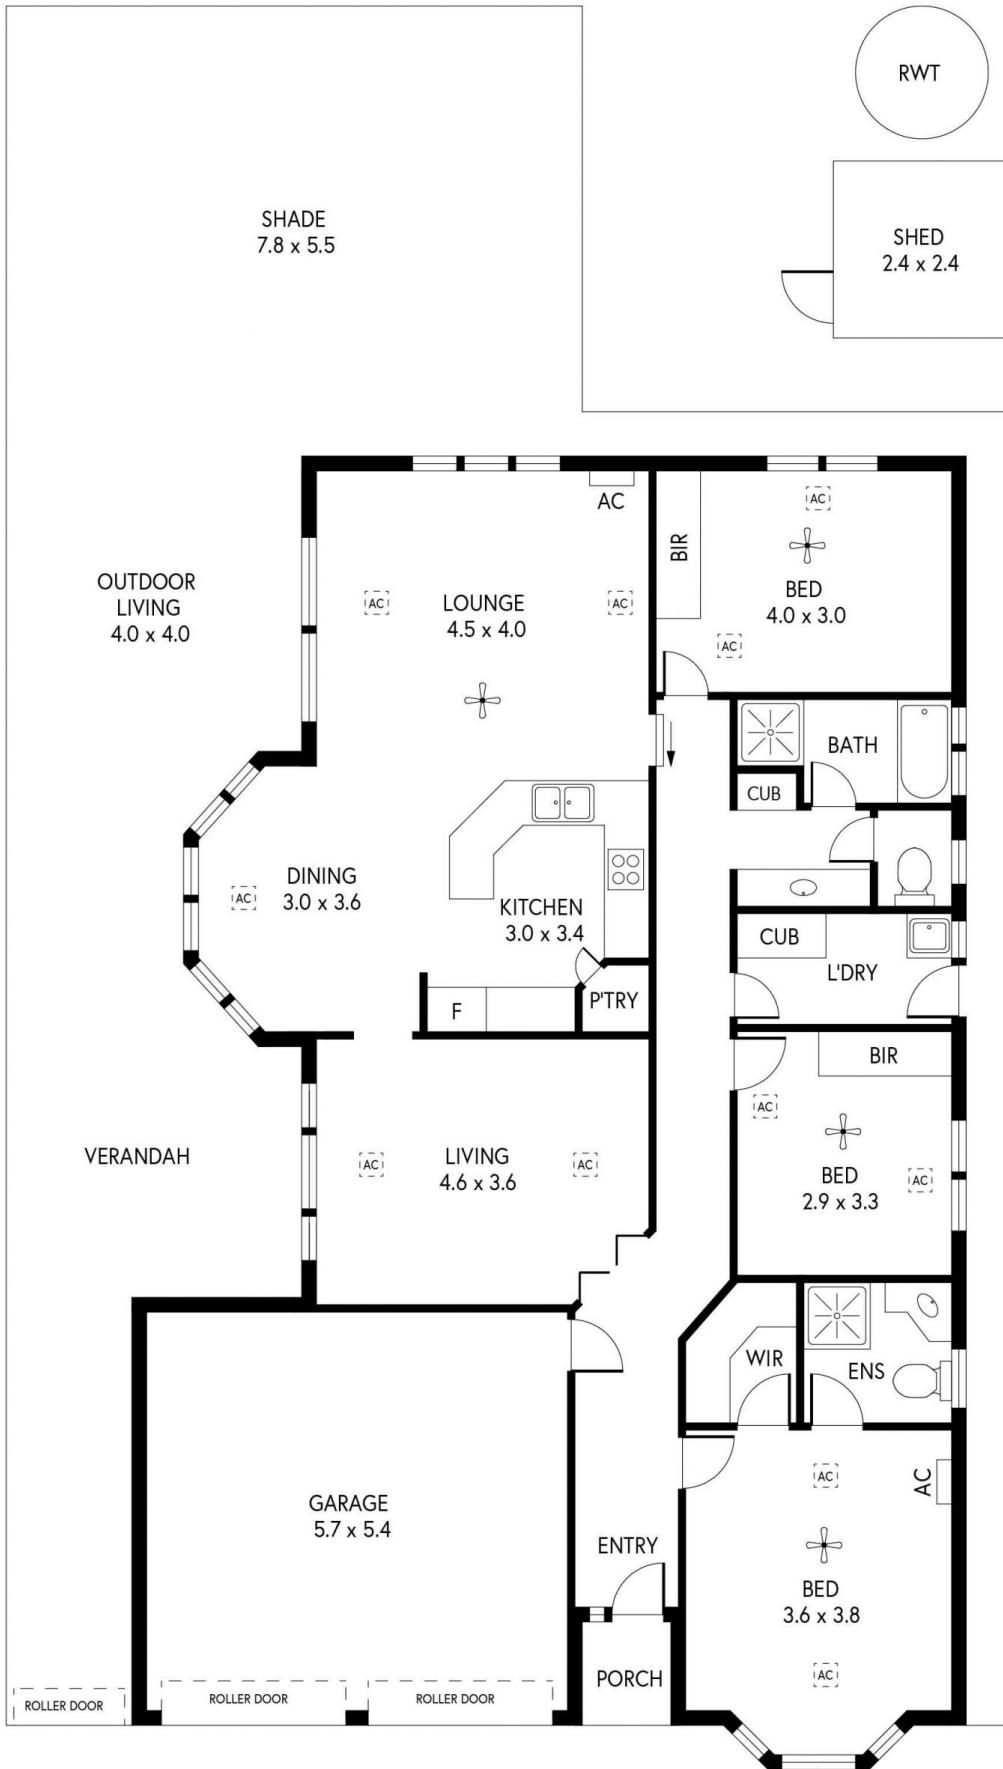 RWT
SHADE
7.8 x 5.5
SHED
2.4 x 2.4
AC
AC
BIR
OUTDOOR
LIVING
4.0 x 4.0
AC
LOUNGE
4.5 x 4.0
AC
BED
4.0 x 3.0
AC
BATH
CUB
DINING
3.0 x 3.6
AC
KITCHEN
3.0 x 3.4
CUB
L'DRY
F
P'TRY
BIR
VERANDAH
AC
LIVING
4.6 x 3.6
AC
AC
BED
2.9 x 3.3
AC
WIR
ENS
GARAGE
5.7 x 5.4
AC
AC
ENTRY
BED
3.6 x 3.8
AC
PORCH
ROLLER DOOR
ROLLER DOOR
ROLLER DOOR